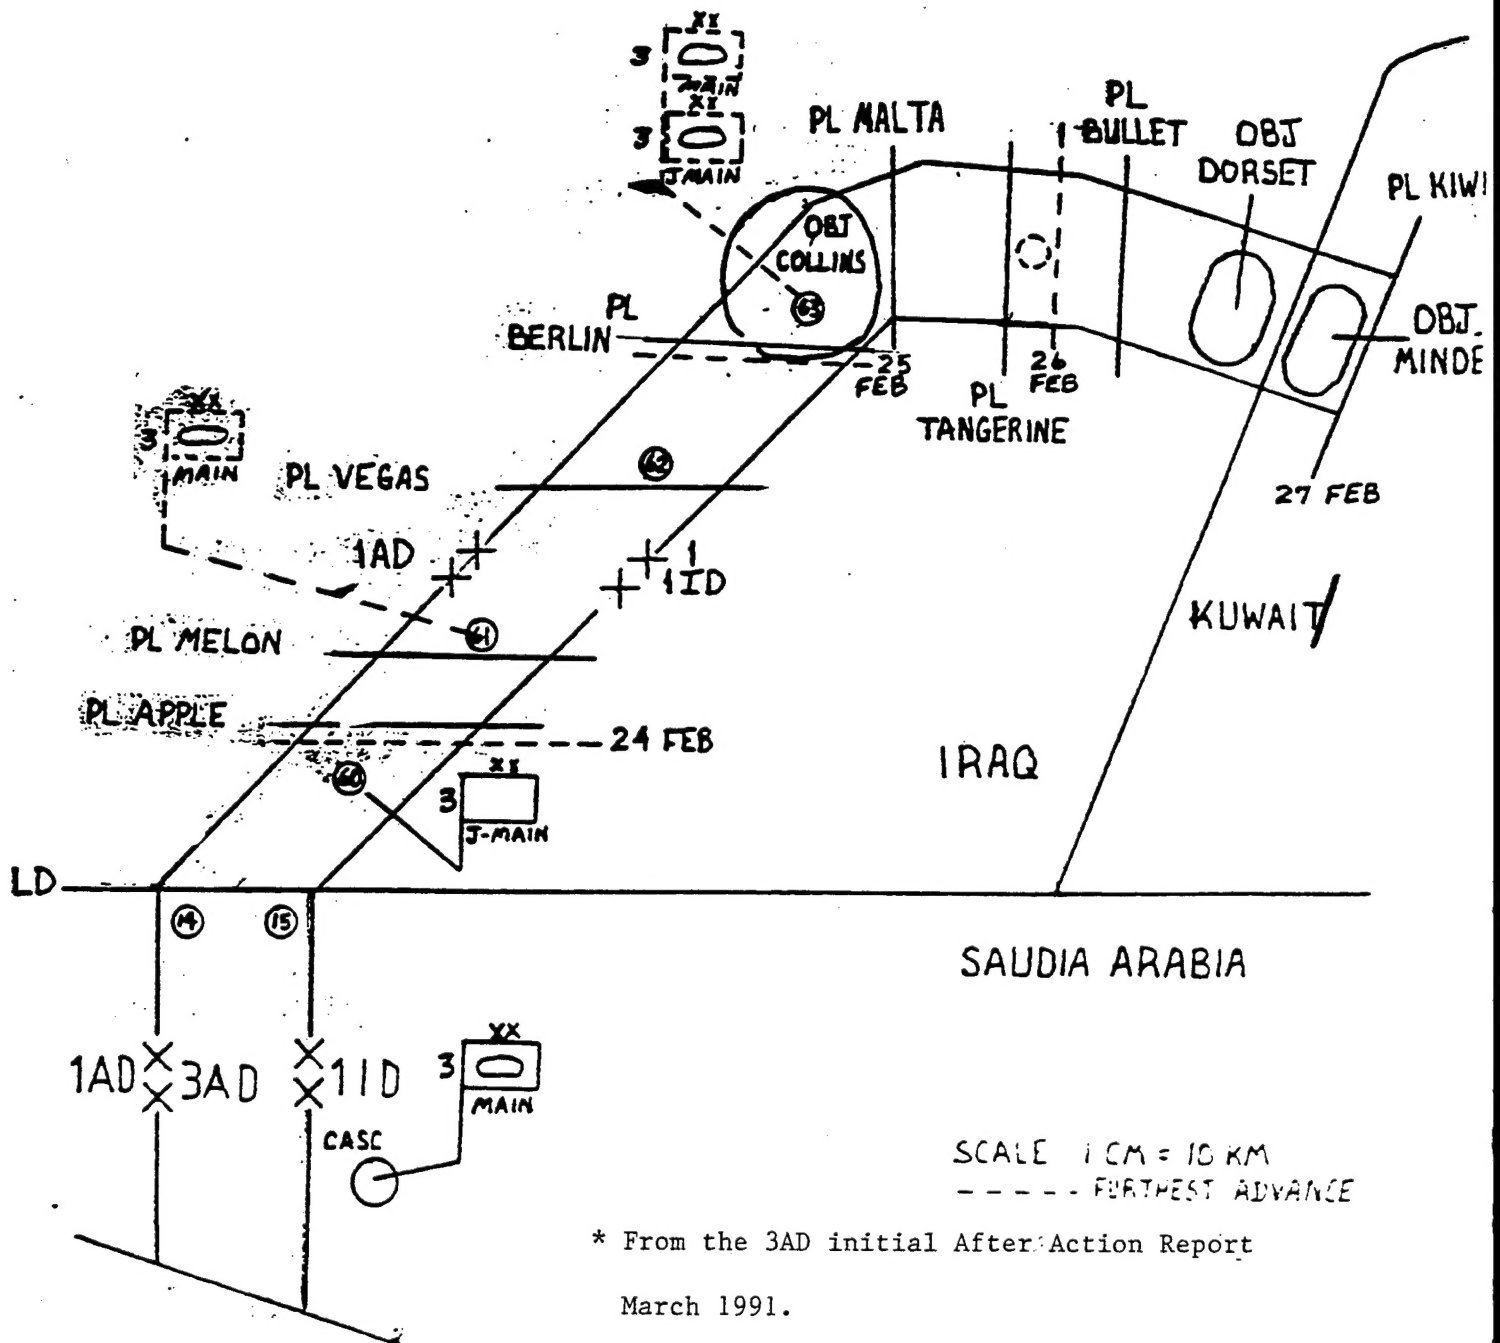 XX
3
MAIN
XX
3
J MAIN
PL MALTA
PL
BULLET
OBJ
DORSET
PL KIWI
OBJ
COLLINS
63
PL
BERLIN
25
FEB
26
FEB
PL
TANGERINE
OBJ.
MINDE
27 FEB
XX
3
MAIN
PL VEGAS
62
1AD
1
1ID
KUWAIT
61
PL MELON
PL APPLE
24 FEB
60
XX
3
J-MAIN
IRAQ
LD
14
15
SAUDIA ARABIA
1AD
3AD
1ID
XX
3
MAIN
CASC
SCALE 1 CM = 10 KM
----- FURTHEST ADVANCE
* From the 3AD initial After Action Report
March 1991.